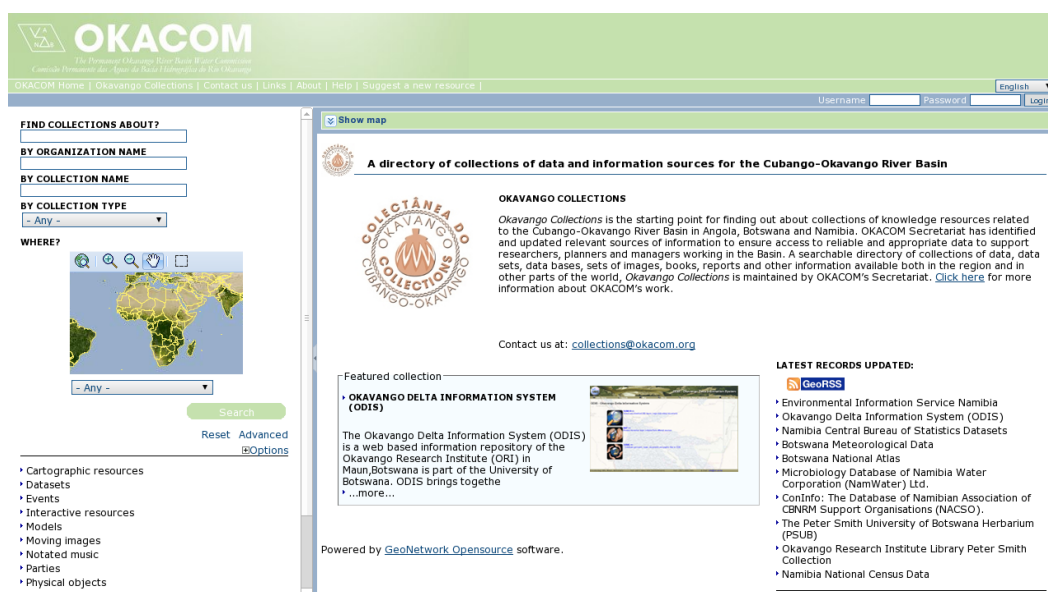 OKACOM
The Permanent Okavango River Basin Water Commission
Comissão Permanente das Águas da Bacia Hidrográfica do Rio Okavango
OKACOM Home | Okavango Collections | Contact us | Links | About | Help | Suggest a new resource |
English
Username Password Login
FIND COLLECTIONS ABOUT?
BY ORGANIZATION NAME
BY COLLECTION NAME
BY COLLECTION TYPE
- Any -
WHERE?
- Any -
Search
Reset Advanced
Options
Cartographic resources
Datasets
Events
Interactive resources
Models
Moving images
Notated music
Parties
Physical objects
Show map
A directory of collections of data and information sources for the Cubango-Okavango River Basin
COLECTÂNEA DO
OKAVANGO
COLLECTIONS
CUBANGO-OKAVANGO
OKAVANGO COLLECTIONS
Okavango Collections is the starting point for finding out about collections of knowledge resources related
to the Cubango-Okavango River Basin in Angola, Botswana and Namibia. OKACOM Secretariat has identified
and updated relevant sources of information to ensure access to reliable and appropriate data to support
researchers, planners and managers working in the Basin. A searchable directory of collections of data, data
sets, data bases, sets of images, books, reports and other information available both in the region and in
other parts of the world, Okavango Collections is maintained by OKACOM's Secretariat. Click here for more
information about OKACOM's work.
Contact us at: collections@okacom.org
Featured collection
OKAVANGO DELTA INFORMATION SYSTEM
(ODIS)
The Okavango Delta Information System (ODIS)
is a web based information repository of the
Okavango Research Institute (ORI) in
Maun,Botswana is part of the University of
Botswana. ODIS brings togethe
...more...
Powered by GeoNetwork Opensource software.
LATEST RECORDS UPDATED:
GeoRSS
Environmental Information Service Namibia
Okavango Delta Information System (ODIS)
Namibia Central Bureau of Statistics Datasets
Botswana Meteorological Data
Botswana National Atlas
Microbiology Database of Namibia Water
Corporation (NamWater) Ltd.
ConInfo: The Database of Namibian Association of
CBNRM Support Organisations (NACSO).
The Peter Smith University of Botswana Herbarium
(PSUB)
Okavango Research Institute Library Peter Smith
Collection
Namibia National Census Data